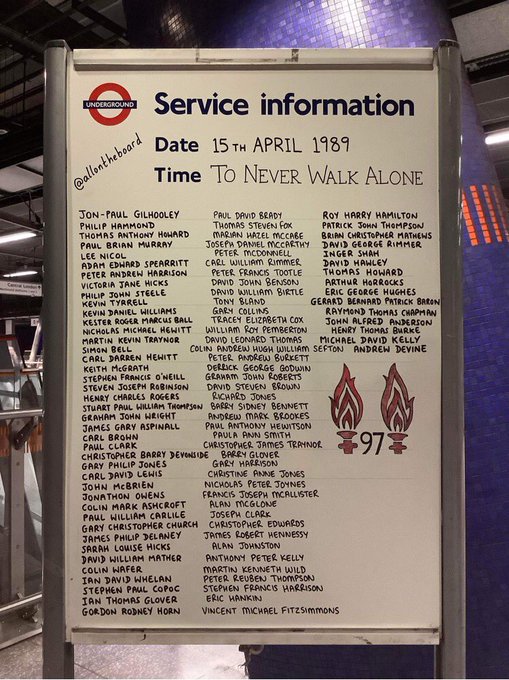 UNDERGROUND
Service information
@allontheboard
Date 15TH APRIL 1989
Time TO NEVER WALK ALONE
JON-PAUL GILHOOLEY
PHILIP HAMMOND
THOMAS ANTHONY HOWARD
PAUL BRIAN MURRAY
LEE NICOL
ADAM EDWARD SPEARRITT
PETER ANDREW HARRISON
VICTORIA JANE HICKS
PHILIP JOHN STEELE
KEVIN TYRRELL
KEVIN DANIEL WILLIAMS
KESTER ROGER MARCUS BALL
NICHOLAS MICHAEL HEWITT
MARTIN KEVIN TRAYNOR
SIMON BELL
CARL DARREN HEWITT
KEITH McGRATH
STEPHEN FRANCIS O'NEILL
STEVEN JOSEPH ROBINSON
HENRY CHARLES ROGERS
STUART PAUL WILLIAM THOMPSON
GRAHAM JOHN WRIGHT
JAMES GARY ASPINALL
CARL BROWN
PAUL CLARK
CHRISTOPHER BARRY DEVONSIDE
GARY PHILIP JONES
CARL DAVID LEWIS
JOHN McBRIEN
JONATHON OWENS
COLIN MARK ASHCROFT
PAUL WILLIAM CARLILE
GARY CHRISTOPHER CHURCH
JAMES PHILIP DELANEY
SARAH LOUISE HICKS
DAVID WILLIAM MATHER
COLIN WAFER
IAN DAVID WHELAN
STEPHEN PAUL COPOC
IAN THOMAS GLOVER
GORDON RODNEY HORN
PAUL DAVID BRADY
THOMAS STEVEN FOX
MARIAN HAZEL MCCABE
JOSEPH DANIEL McCARTHY
PETER McDONNELL
CARL WILLIAM RIMMER
PETER FRANCIS TOOTLE
DAVID JOHN BENSON
DAVID WILLIAM BIRTLE
TONY BLAND
GARY COLLINS
TRACEY ELIZABETH COX
WILLIAM ROY PEMBERTON
DAVID LEONARD THOMAS
COLIN ANDREW HUGH WILLIAM SEFTON
PETER ANDREW BURKETT
DERRICK GEORGE GODWIN
GRAHAM JOHN ROBERTS
DAVID STEVEN BROWN
RICHARD JONES
BARRY SIDNEY BENNETT
ANDREW MARK BROOKES
PAUL ANTHONY HEWITSON
PAULA ANN SMITH
CHRISTOPHER JAMES TRAYNOR
BARRY GLOVER
GARY HARRISON
CHRISTINE ANNE JONES
NICHOLAS PETER JOYNES
FRANCIS JOSEPH MCALLISTER
ALAN McGLONE
JOSEPH CLARK
CHRISTOPHER EDWARDS
JAMES ROBERT HENNESSY
ALAN JOHNSTON
ANTHONY PETER KELLY
MARTIN KENNETH WILD
PETER REUBEN THOMPSON
STEPHEN FRANCIS HARRISON
ERIC HANKIN
VINCENT MICHAEL FITZSIMMONS
ROY HARRY HAMILTON
PATRICK JOHN THOMPSON
BRIAN CHRISTOPHER MATHEWS
DAVID GEORGE RIMMER
INGER SHAH
DAVID HAWLEY
THOMAS HOWARD
ARTHUR HORROCKS
ERIC GEORGE HUGHES
GERARD BERNARD PATRICK BARON
RAYMOND THOMAS CHAPMAN
JOHN ALFRED ANDERSON
HENRY THOMAS BURKE
MICHAEL DAVID KELLY
ANDREW DEVINE
97